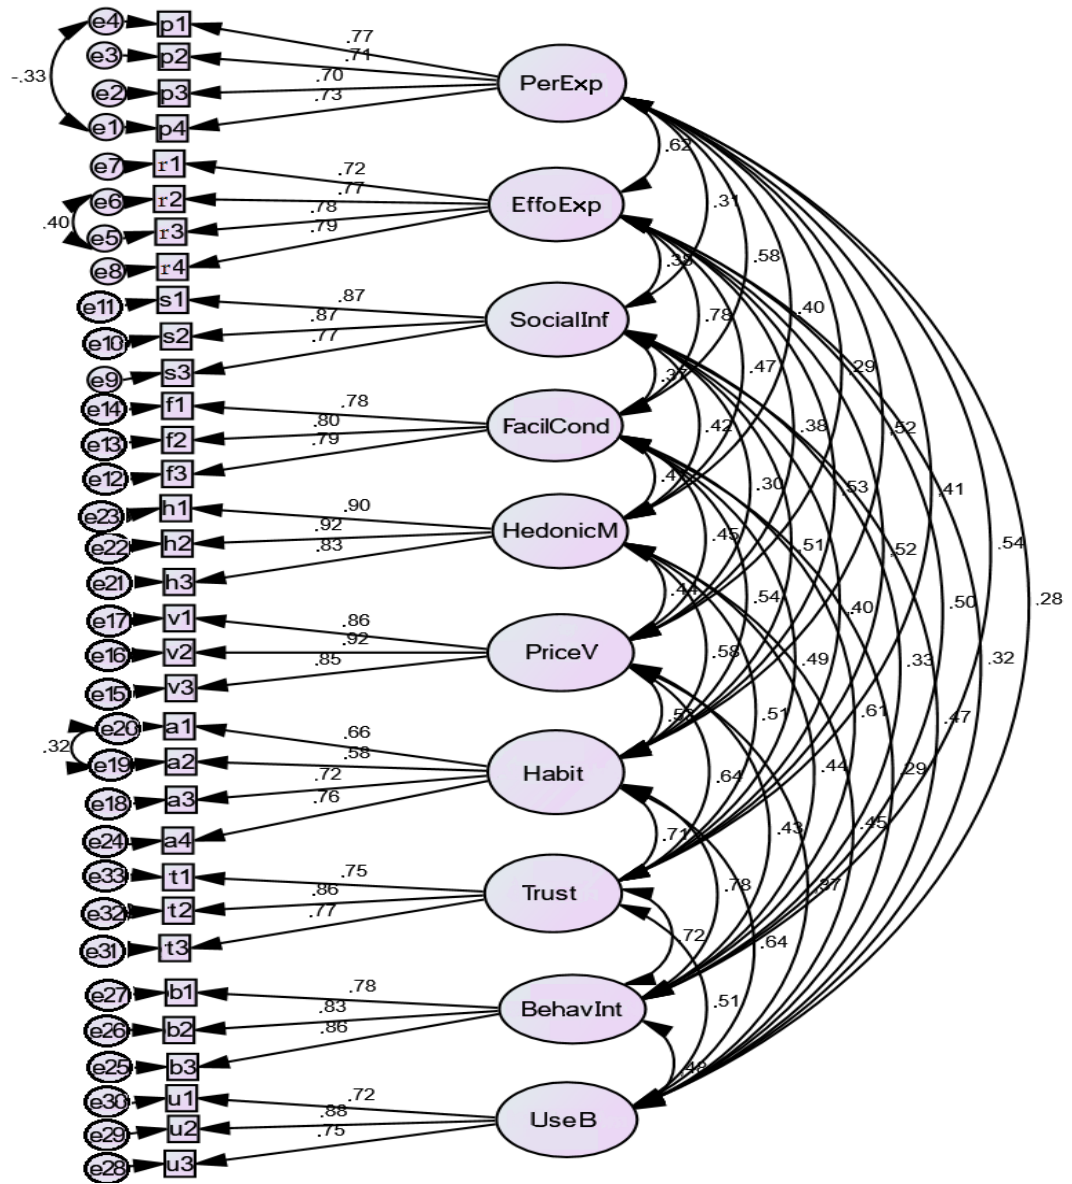 e4 p1
.77
e3 p2
.71
-.33
e2 p3
.70
e1 p4
.73
PerExp
e7 r1
.72
e6 r2
.77
.40
e5 r3
.78
e8 r4
.79
EffoExp
e11 s1
.87
e10 s2
.87
e9 s3
.77
SocialInf
e14 f1
.78
e13 f2
.80
e12 f3
.79
FacilCond
e23 h1
.90
e22 h2
.92
e21 h3
.83
HedonicM
e17 v1
.86
e16 v2
.92
e15 v3
.85
PriceV
e20 a1
.66
.32
e19 a2
.58
e18 a3
.72
e24 a4
.76
Habit
e33 t1
.75
e32 t2
.86
e31 t3
.77
Trust
e27 b1
.78
e26 b2
.83
e25 b3
.86
BehavInt
e30 u1
.72
e29 u2
.88
e28 u3
.75
UseB
.62
.31
.58
.40
.29
.52
.41
.54
.28
.78
.47
.38
.53
.52
.50
.32
.42
.30
.51
.40
.33
.47
.45
.54
.49
.61
.29
.44
.58
.51
.44
.45
.64
.43
.71
.78
.64
.72
.51